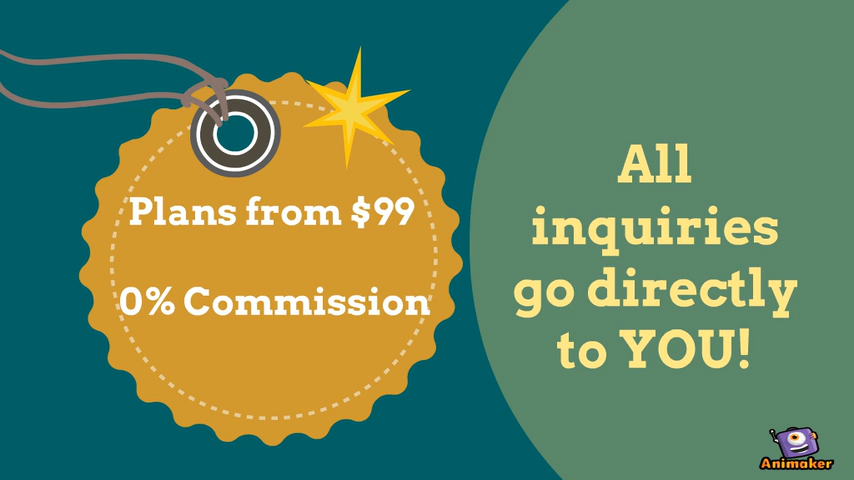 Plans from $99
0% Commission
All
inquiries
go directly
to YOU!
Animaker